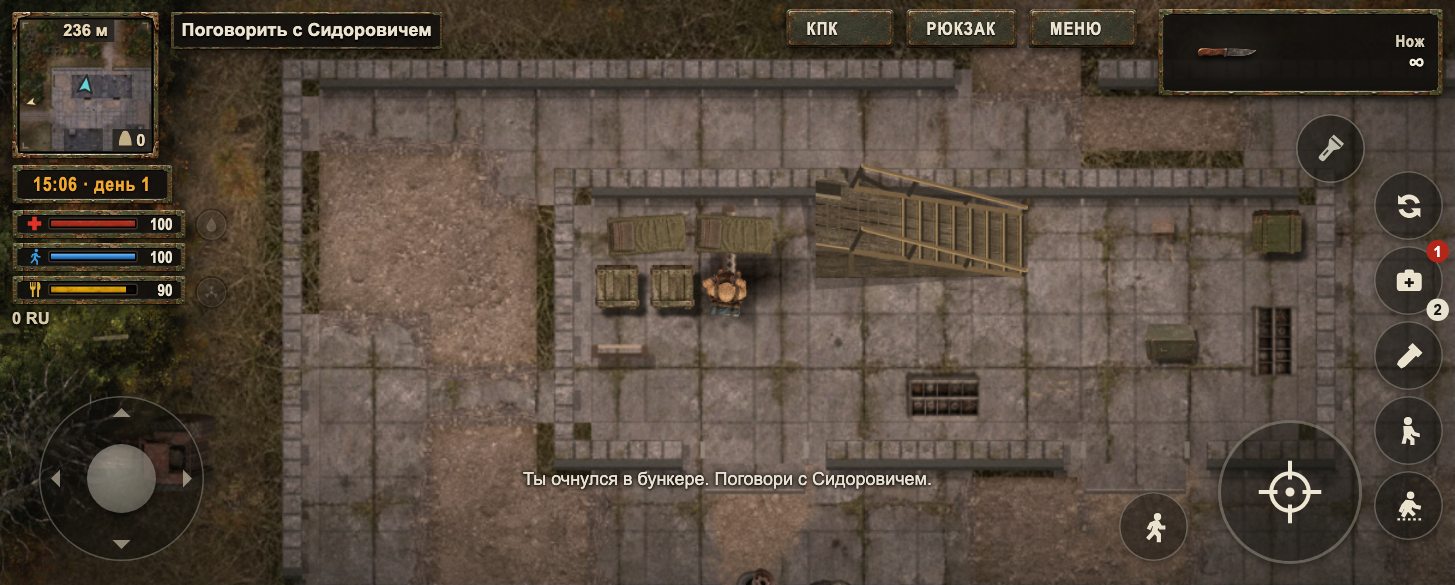 236 м
Поговорить с Сидоровичем
КПК
РЮКЗАК
МЕНЮ
Нож
∞
0
15:06 · день 1
100
100
90
0 RU
1
2
Ты очнулся в бункере. Поговори с Сидоровичем.